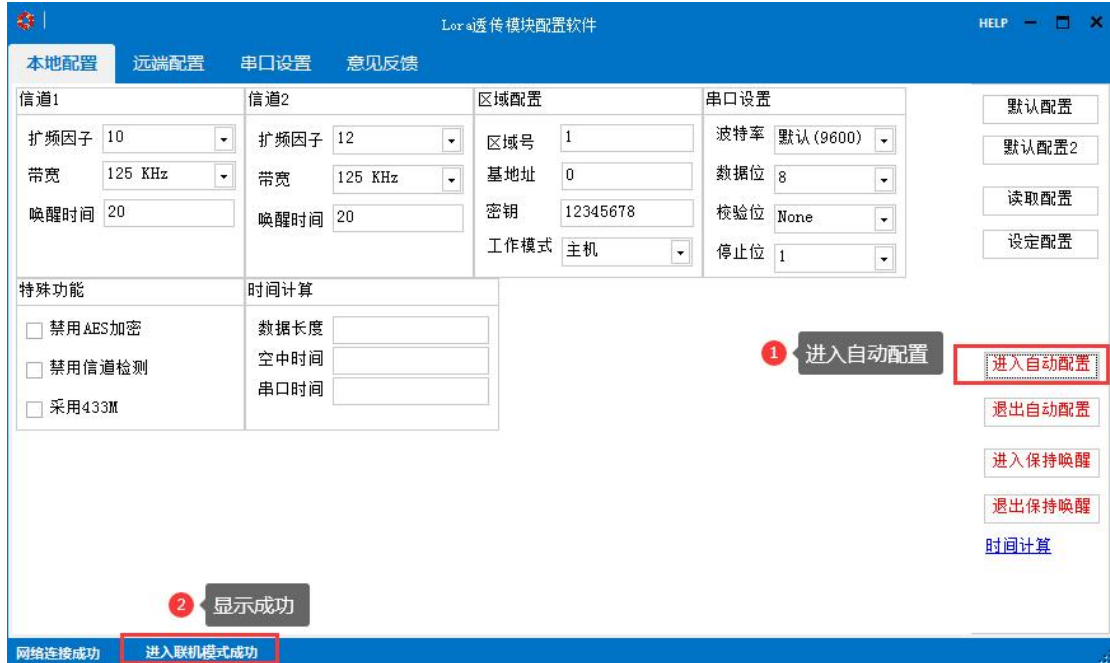 Lora透传模块配置软件
HELP
本地配置 远端配置 串口设置 意见反馈
信道1
扩频因子 10
带宽 125 KHz
唤醒时间 20
信道2
扩频因子 12
带宽 125 KHz
唤醒时间 20
区域配置
区域号 1
基地址 0
密钥 12345678
工作模式 主机
串口设置
波特率 默认(9600)
数据位 8
校验位 None
停止位 1
默认配置
默认配置2
读取配置
设定配置
特殊功能
禁用AES加密
禁用信道检测
采用433M
时间计算
数据长度
空中时间
串口时间
1 进入自动配置
进入自动配置
退出自动配置
进入保持唤醒
退出保持唤醒
时间计算
2 显示成功
网络连接成功 进入联机模式成功